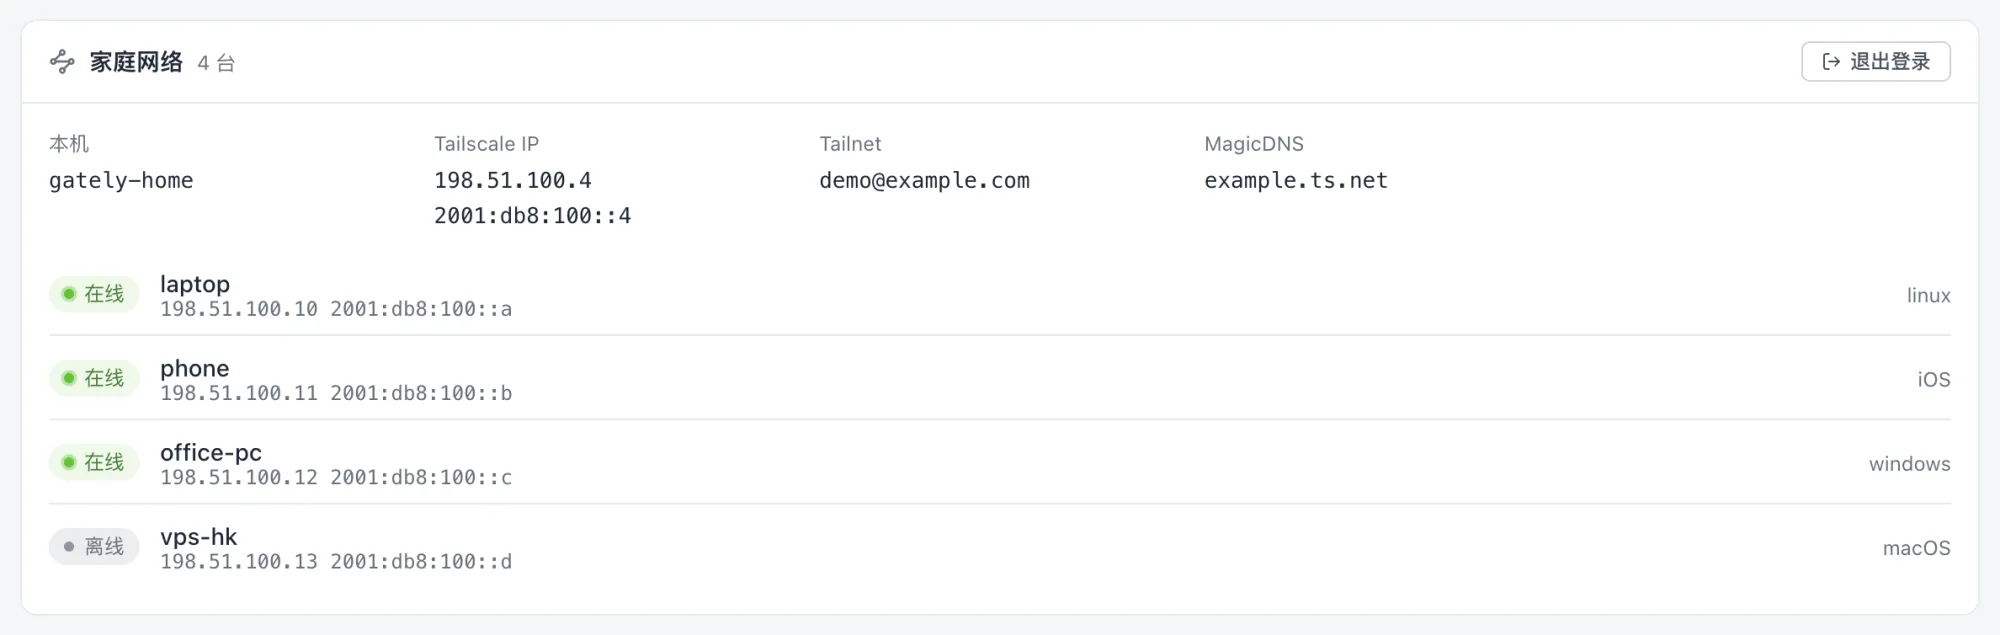 家庭网络 4 台
退出登录
本机
gately-home
Tailscale IP
198.51.100.4
2001:db8:100::4
Tailnet
demo@example.com
MagicDNS
example.ts.net
在线 laptop linux
198.51.100.10 2001:db8:100::a
在线 phone iOS
198.51.100.11 2001:db8:100::b
在线 office-pc windows
198.51.100.12 2001:db8:100::c
离线 vps-hk macOS
198.51.100.13 2001:db8:100::d